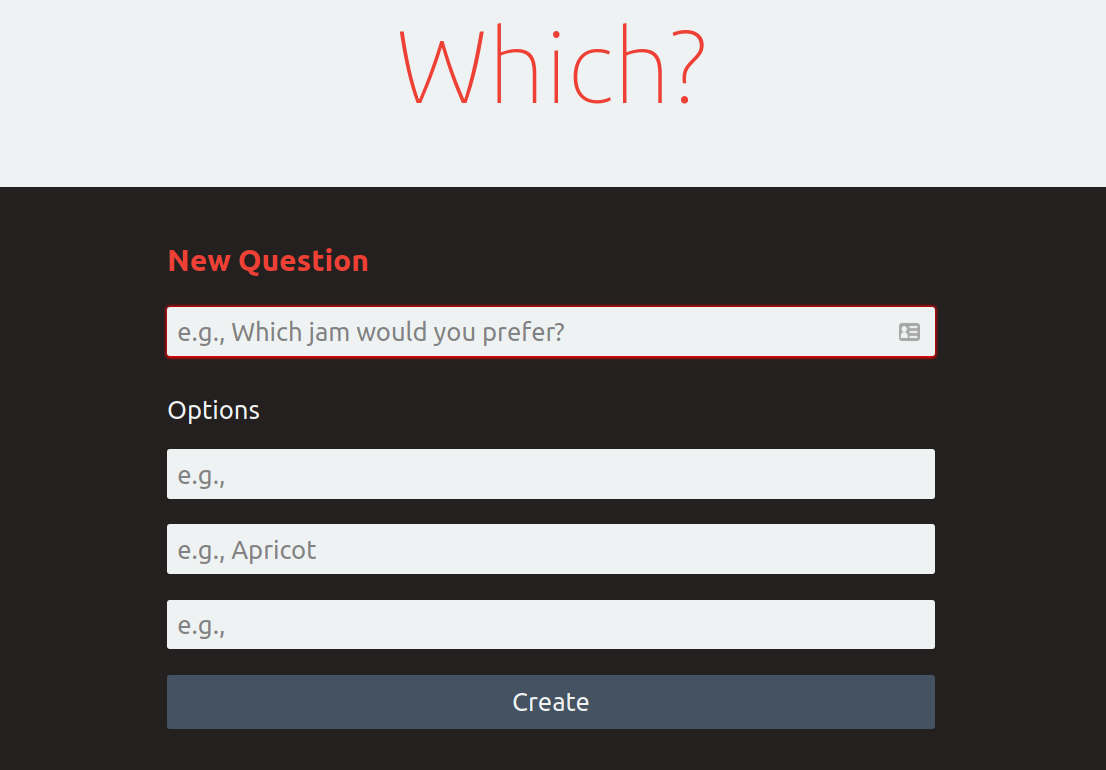 Which?
New Question
e.g., Which jam would you prefer?
Options
e.g.,
e.g., Apricot
e.g.,
Create